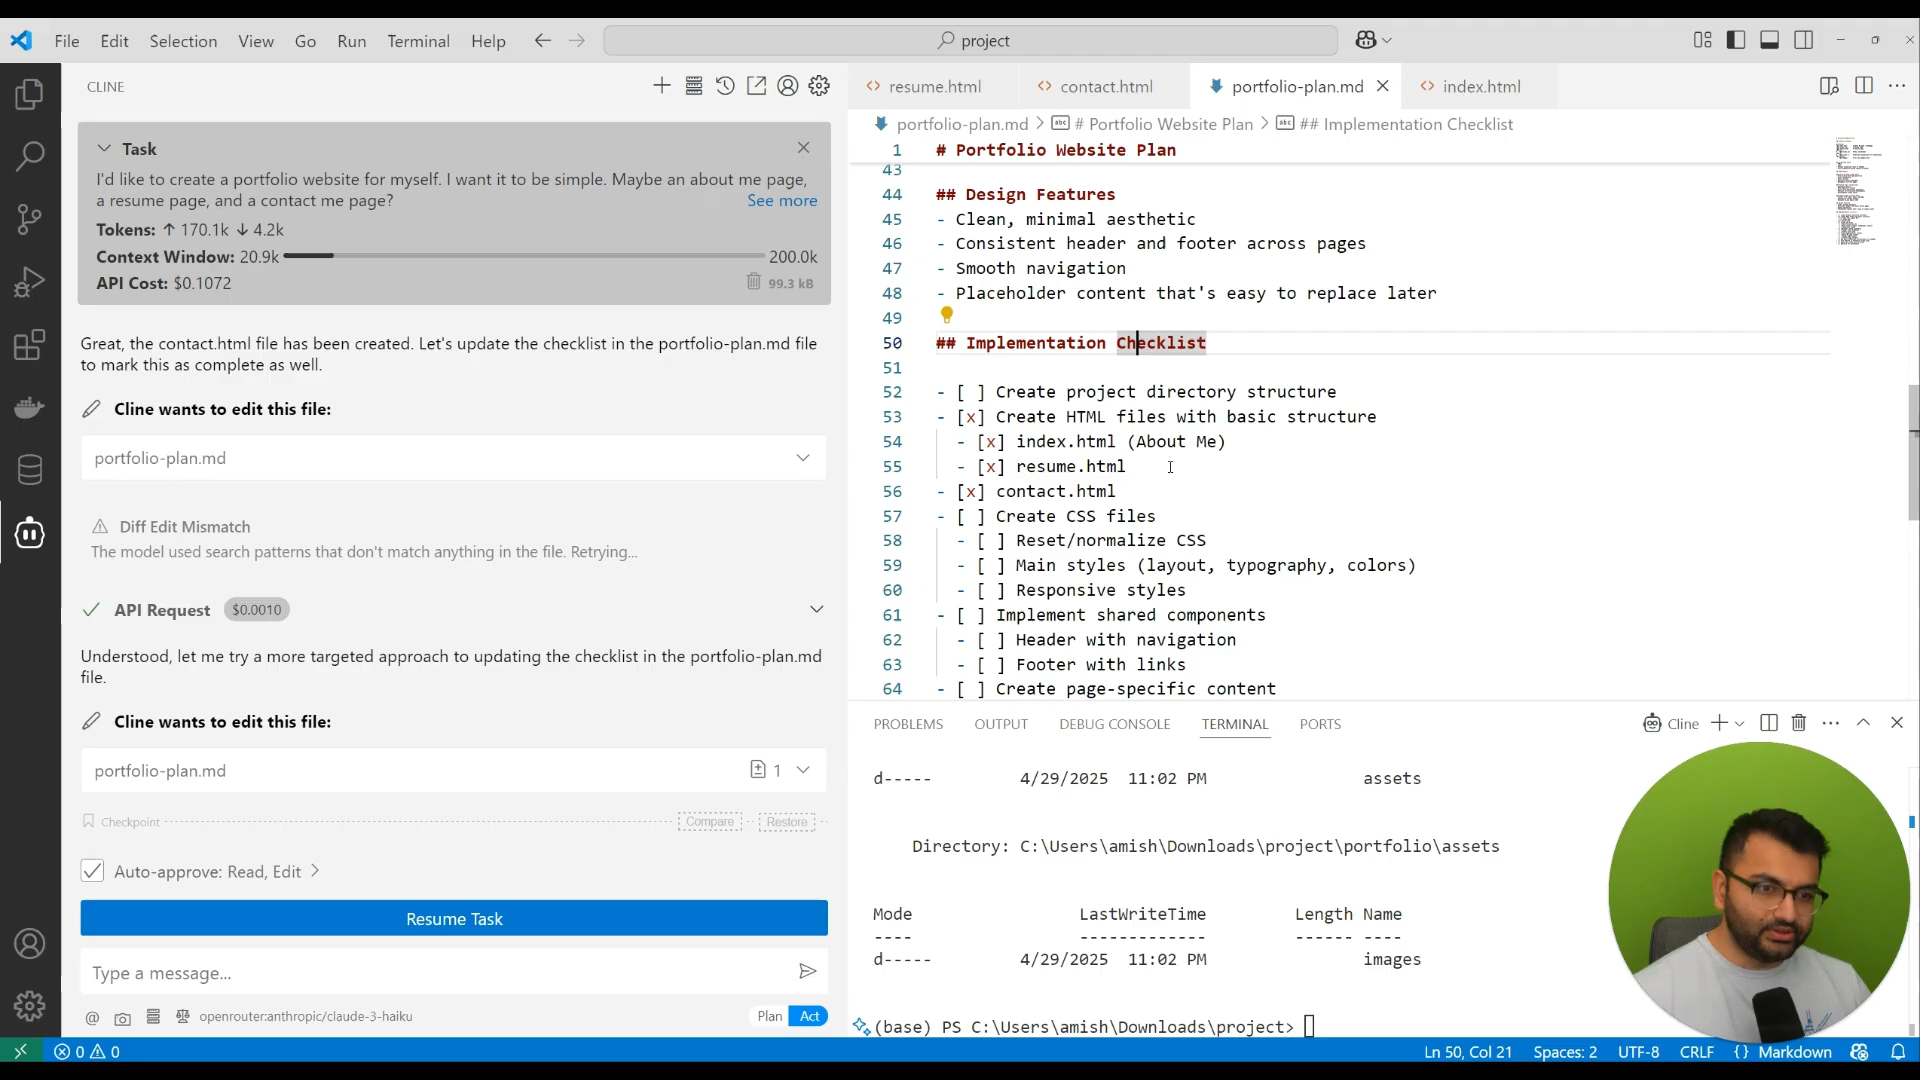 File Edit Selection View Go Run Terminal Help
project
CLINE
Task
I'd like to create a portfolio website for myself. I want it to be simple. Maybe an about me page,
a resume page, and a contact me page?
See more
Tokens: ↑ 170.1k ↓ 4.2k
Context Window: 20.9k 200.0k
API Cost: $0.1072
99.3 kB
Great, the contact.html file has been created. Let's update the checklist in the portfolio-plan.md file
to mark this as complete as well.
Cline wants to edit this file:
portfolio-plan.md
Diff Edit Mismatch
The model used search patterns that don't match anything in the file. Retrying...
API Request $0.0010
Understood, let me try a more targeted approach to updating the checklist in the portfolio-plan.md
file.
Cline wants to edit this file:
portfolio-plan.md 1
Checkpoint Compare Restore
Auto-approve: Read, Edit >
Resume Task
Type a message...
@ openrouter:anthropic/claude-3-haiku
Plan Act
resume.html contact.html portfolio-plan.md index.html
portfolio-plan.md > # Portfolio Website Plan > ## Implementation Checklist
1 # Portfolio Website Plan
43
44 ## Design Features
45 - Clean, minimal aesthetic
46 - Consistent header and footer across pages
47 - Smooth navigation
48 - Placeholder content that's easy to replace later
49
50 ## Implementation Checklist
51
52 - [ ] Create project directory structure
53 - [x] Create HTML files with basic structure
54 - [x] index.html (About Me)
55 - [x] resume.html
56 - [x] contact.html
57 - [ ] Create CSS files
58 - [ ] Reset/normalize CSS
59 - [ ] Main styles (layout, typography, colors)
60 - [ ] Responsive styles
61 - [ ] Implement shared components
62 - [ ] Header with navigation
63 - [ ] Footer with links
64 - [ ] Create page-specific content
PROBLEMS OUTPUT DEBUG CONSOLE TERMINAL PORTS
Cline
d----- 4/29/2025 11:02 PM assets
Directory: C:\Users\amish\Downloads\project\portfolio\assets
Mode LastWriteTime Length Name
---- ------------- ------ ----
d----- 4/29/2025 11:02 PM images
(base) PS C:\Users\amish\Downloads\project>
0 0
Ln 50, Col 21 Spaces: 2 UTF-8 CRLF {} Markdown